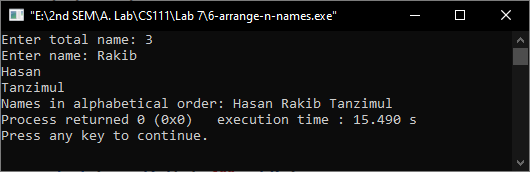 "E:\2nd SEM\A. Lab\CS111\Lab 7\6-arrange-n-names.exe"
Enter total name: 3
Enter name: Rakib
Hasan
Tanzimul
Names in alphabetical order: Hasan Rakib Tanzimul
Process returned 0 (0x0)   execution time : 15.490 s
Press any key to continue.